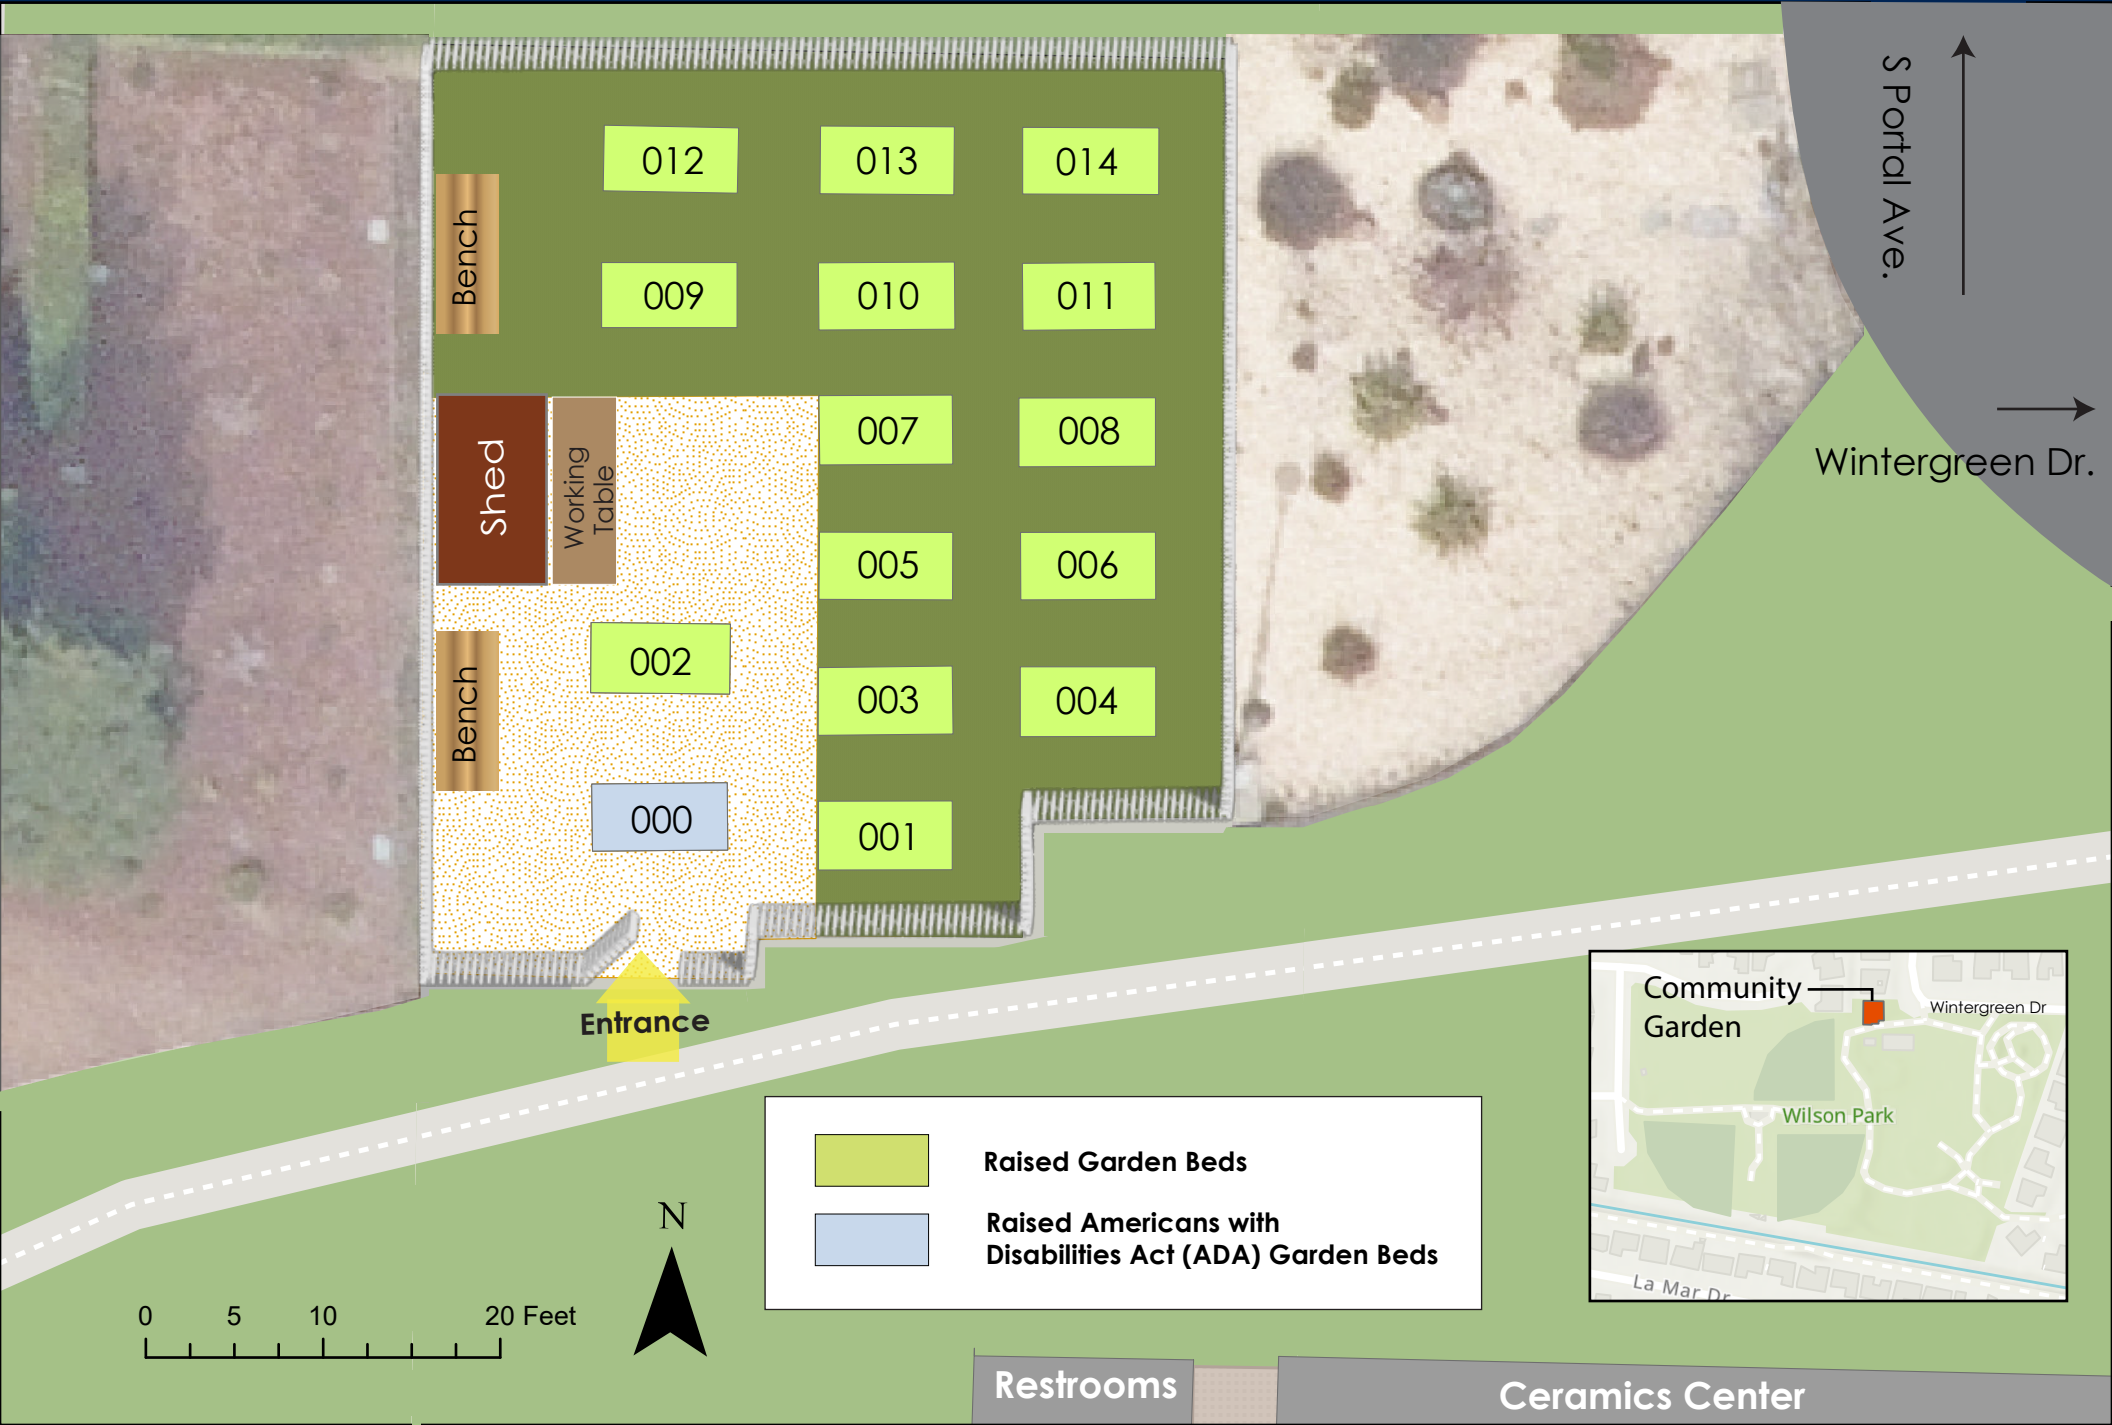 S Portal Ave.
012
013
014
Bench
009
010
011
007
008
Shed
Working
Table
Wintergreen Dr.
005
006
002
003
004
Bench
000
001
Entrance
Community
Garden
Wintergreen Dr
Wilson Park
La Mar Dr
Raised Garden Beds
Raised Americans with
Disabilities Act (ADA) Garden Beds
N
0 5 10 20 Feet
Restrooms
Ceramics Center